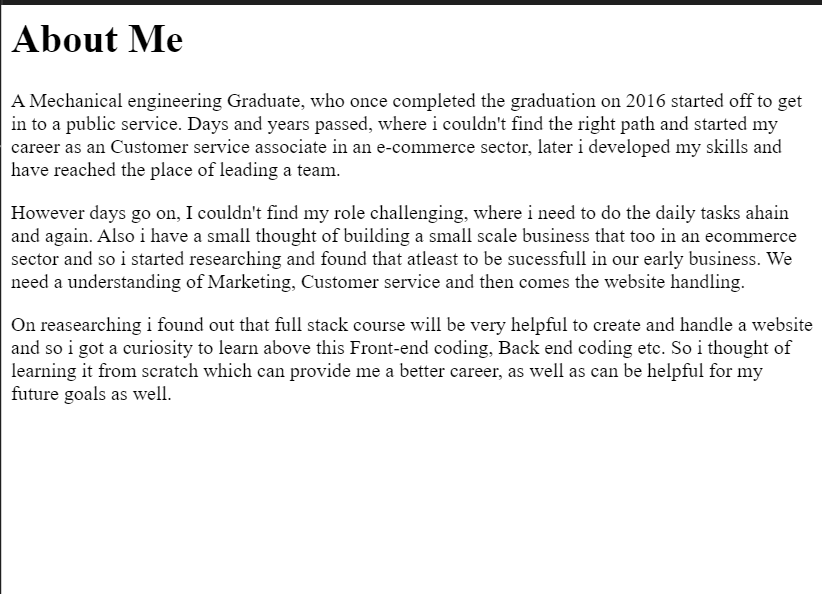 About Me
A Mechanical engineering Graduate, who once completed the graduation on 2016 started off to get
in to a public service. Days and years passed, where i couldn't find the right path and started my
career as an Customer service associate in an e-commerce sector, later i developed my skills and
have reached the place of leading a team.
However days go on, I couldn't find my role challenging, where i need to do the daily tasks ahain
and again. Also i have a small thought of building a small scale business that too in an ecommerce
sector and so i started researching and found that atleast to be sucessfull in our early business. We
need a understanding of Marketing, Customer service and then comes the website handling.
On reasearching i found out that full stack course will be very helpful to create and handle a website
and so i got a curiosity to learn above this Front-end coding, Back end coding etc. So i thought of
learning it from scratch which can provide me a better career, as well as can be helpful for my
future goals as well.